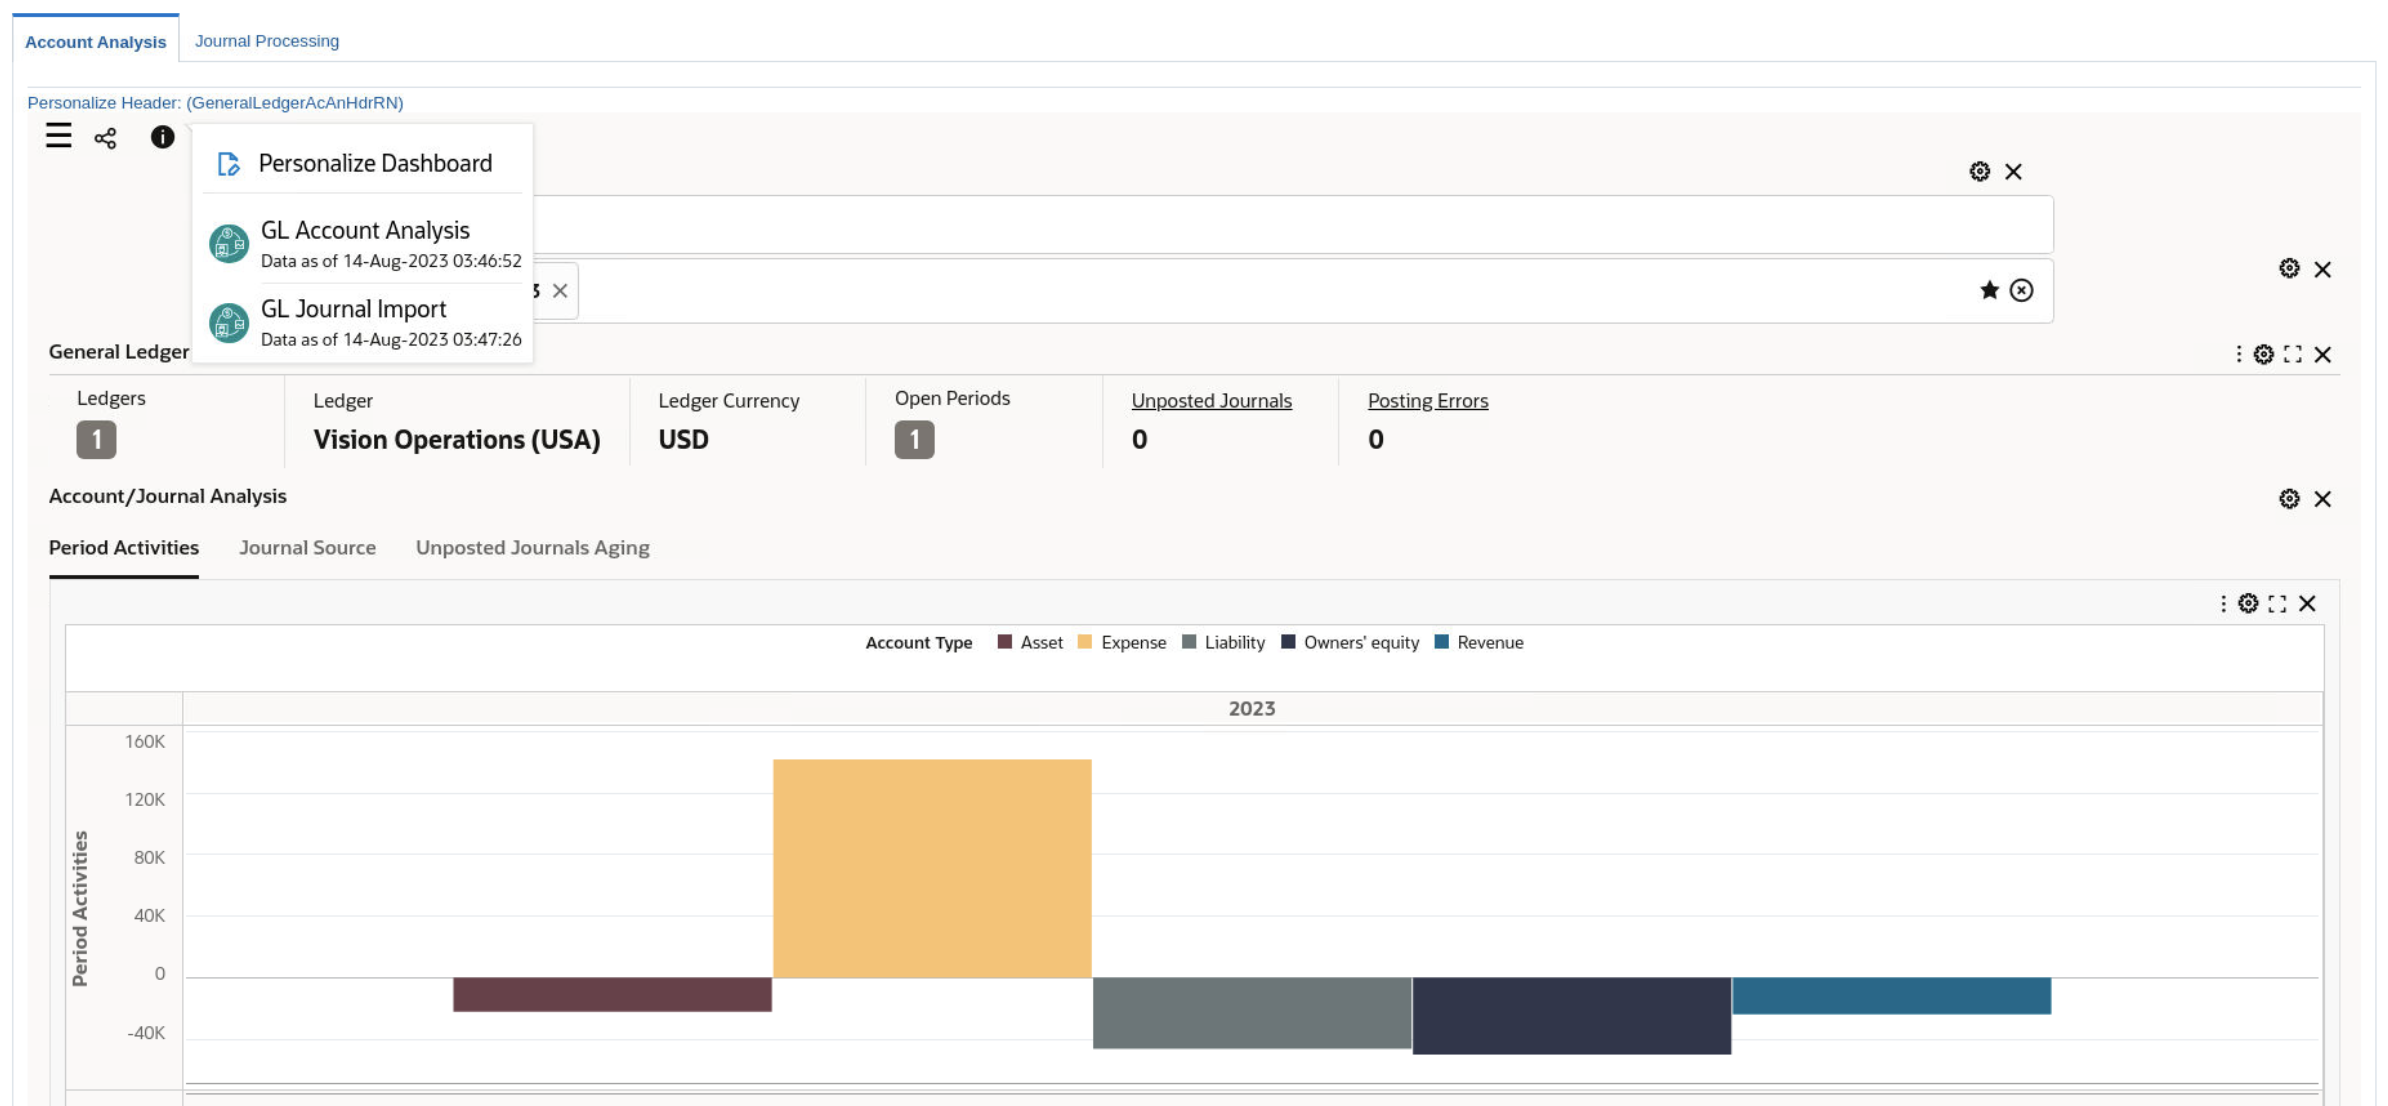 Account Analysis
Journal Processing
Personalize Header: (GeneralLedgerAcAnHdrRN)
Personalize Dashboard
GL Account Analysis
Data as of 14-Aug-2023 03:46:52
GL Journal Import
Data as of 14-Aug-2023 03:47:26
General Ledger
Ledgers
1
Ledger
Vision Operations (USA)
Ledger Currency
USD
Open Periods
1
Unposted Journals
0
Posting Errors
0
Account/Journal Analysis
Period Activities
Journal Source
Unposted Journals Aging
Account Type
Asset
Expense
Liability
Owners' equity
Revenue
2023
Period Activities
160K
120K
80K
40K
0
-40K